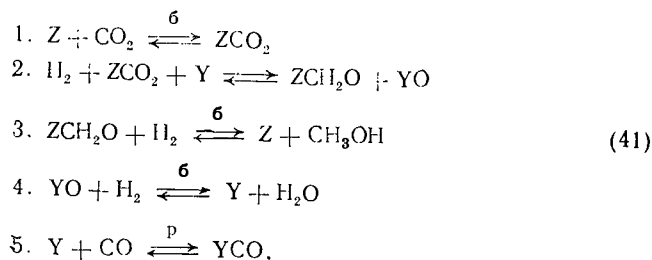 1. Z + CO₂ ⇌ ZCO₂ (б)
2. H₂ + ZCO₂ + Y ⇌ ZCH₂O + YO
3. ZCH₂O + H₂ ⇌ Z + CH₃OH (б)
(41)
4. YO + H₂ ⇌ Y + H₂O (б)
5. Y + CO ⇌ YCO. (р)